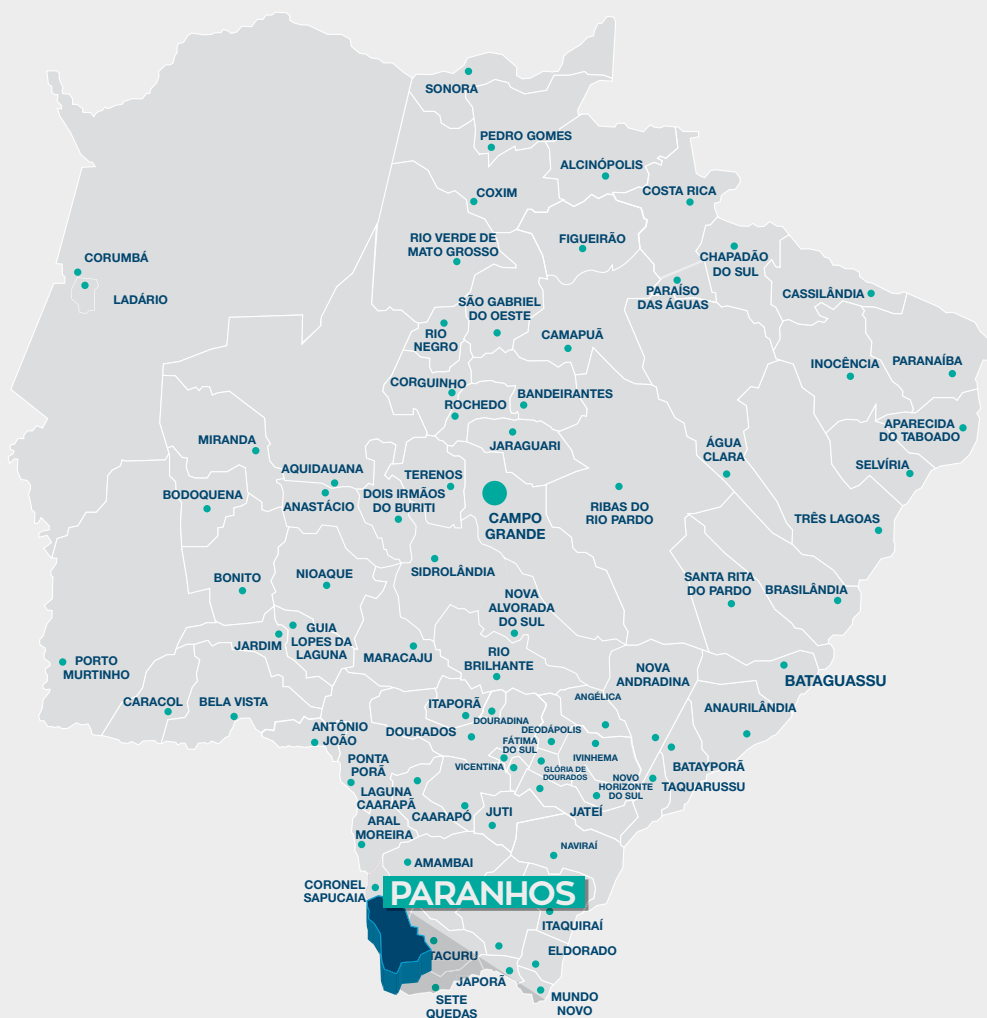 SONORA
PEDRO GOMES
ALCINÓPOLIS
COSTA RICA
COXIM
RIO VERDE DE
MATO GROSSO
FIGUEIRÃO
CHAPADÃO
DO SUL
CORUMBÁ
LADÁRIO
PARAÍSO
DAS ÁGUAS
CASSILÂNDIA
SÃO GABRIEL
DO OESTE
RIO
NEGRO
CAMAPUÃ
INOCÊNCIA
PARANAÍBA
CORGUINHO
ROCHEDO
BANDEIRANTES
APARECIDA
DO TABOADO
MIRANDA
JARAGUARI
ÁGUA
CLARA
SELVÍRIA
AQUIDAUANA
TERENOS
BODOQUENA
ANASTÁCIO
DOIS IRMÃOS
DO BURITI
CAMPO
GRANDE
RIBAS DO
RIO PARDO
TRÊS LAGOAS
SIDROLÂNDIA
BONITO
NIOAQUE
SANTA RITA
DO PARDO
BRASILÂNDIA
NOVA
ALVORADA
DO SUL
JARDIM
GUIA
LOPES DA
LAGUNA
MARACAJU
RIO
BRILHANTE
PORTO
MURTINHO
NOVA
ANDRADINA
BATAGUASSU
CARACOL
BELA VISTA
ANGÉLICA
ANAURILÂNDIA
ITAPORÃ
DOURADINA
ANTÔNIO
JOÃO
DOURADOS
DEODÁPOLIS
FÁTIMA
DO SUL
IVINHEMA
BATAYPORÃ
PONTA
PORÃ
VICENTINA
GLÓRIA DE
DOURADOS
NOVO
HORIZONTE
DO SUL
TAQUARUSSU
LAGUNA
CAARAPÃ
CAARAPÓ
JUTI
JATEÍ
ARAL
MOREIRA
NAVIRAÍ
AMAMBAI
CORONEL
SAPUCAIA
PARANHOS
ITAQUIRAÍ
TACURU
ELDORADO
JAPORÃ
SETE
QUEDAS
MUNDO
NOVO